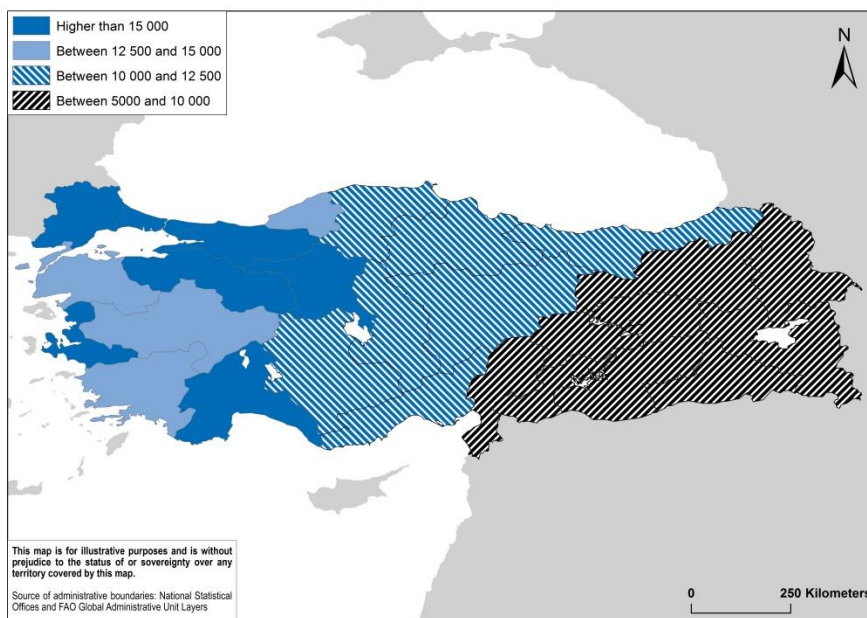 Higher than 15 000
Between 12 500 and 15 000
Between 10 000 and 12 500
Between 5000 and 10 000
N
This map is for illustrative purposes and is without
prejudice to the status of or sovereignty over any
territory covered by this map.
Source of administrative boundaries: National Statistical
Offices and FAO Global Administrative Unit Layers
0 250 Kilometers